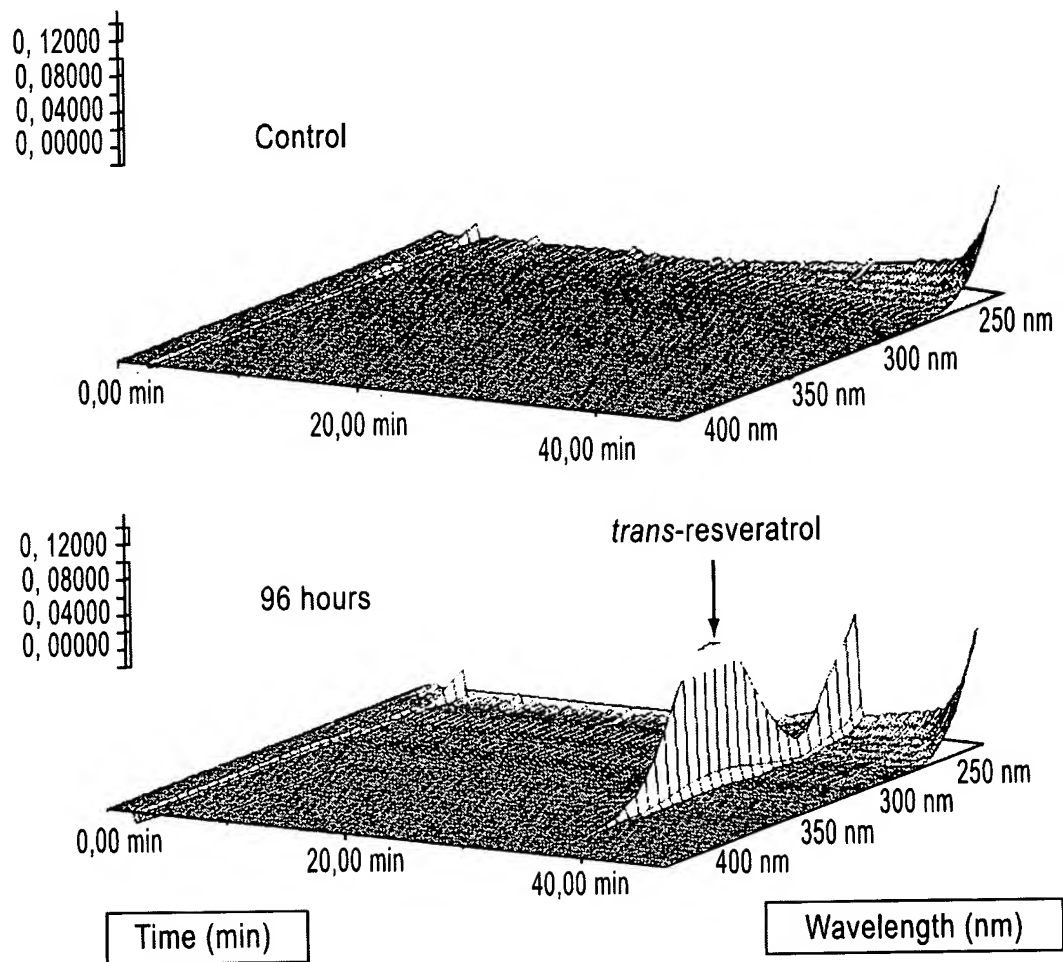 0, 12000
0, 08000
0, 04000
0, 00000
Control
0,00 min
20,00 min
40,00 min
400 nm
350 nm
300 nm
250 nm
0, 12000
0, 08000
0, 04000
0, 00000
96 hours
trans-resveratrol
0,00 min
20,00 min
40,00 min
400 nm
350 nm
300 nm
250 nm
Time (min)
Wavelength (nm)